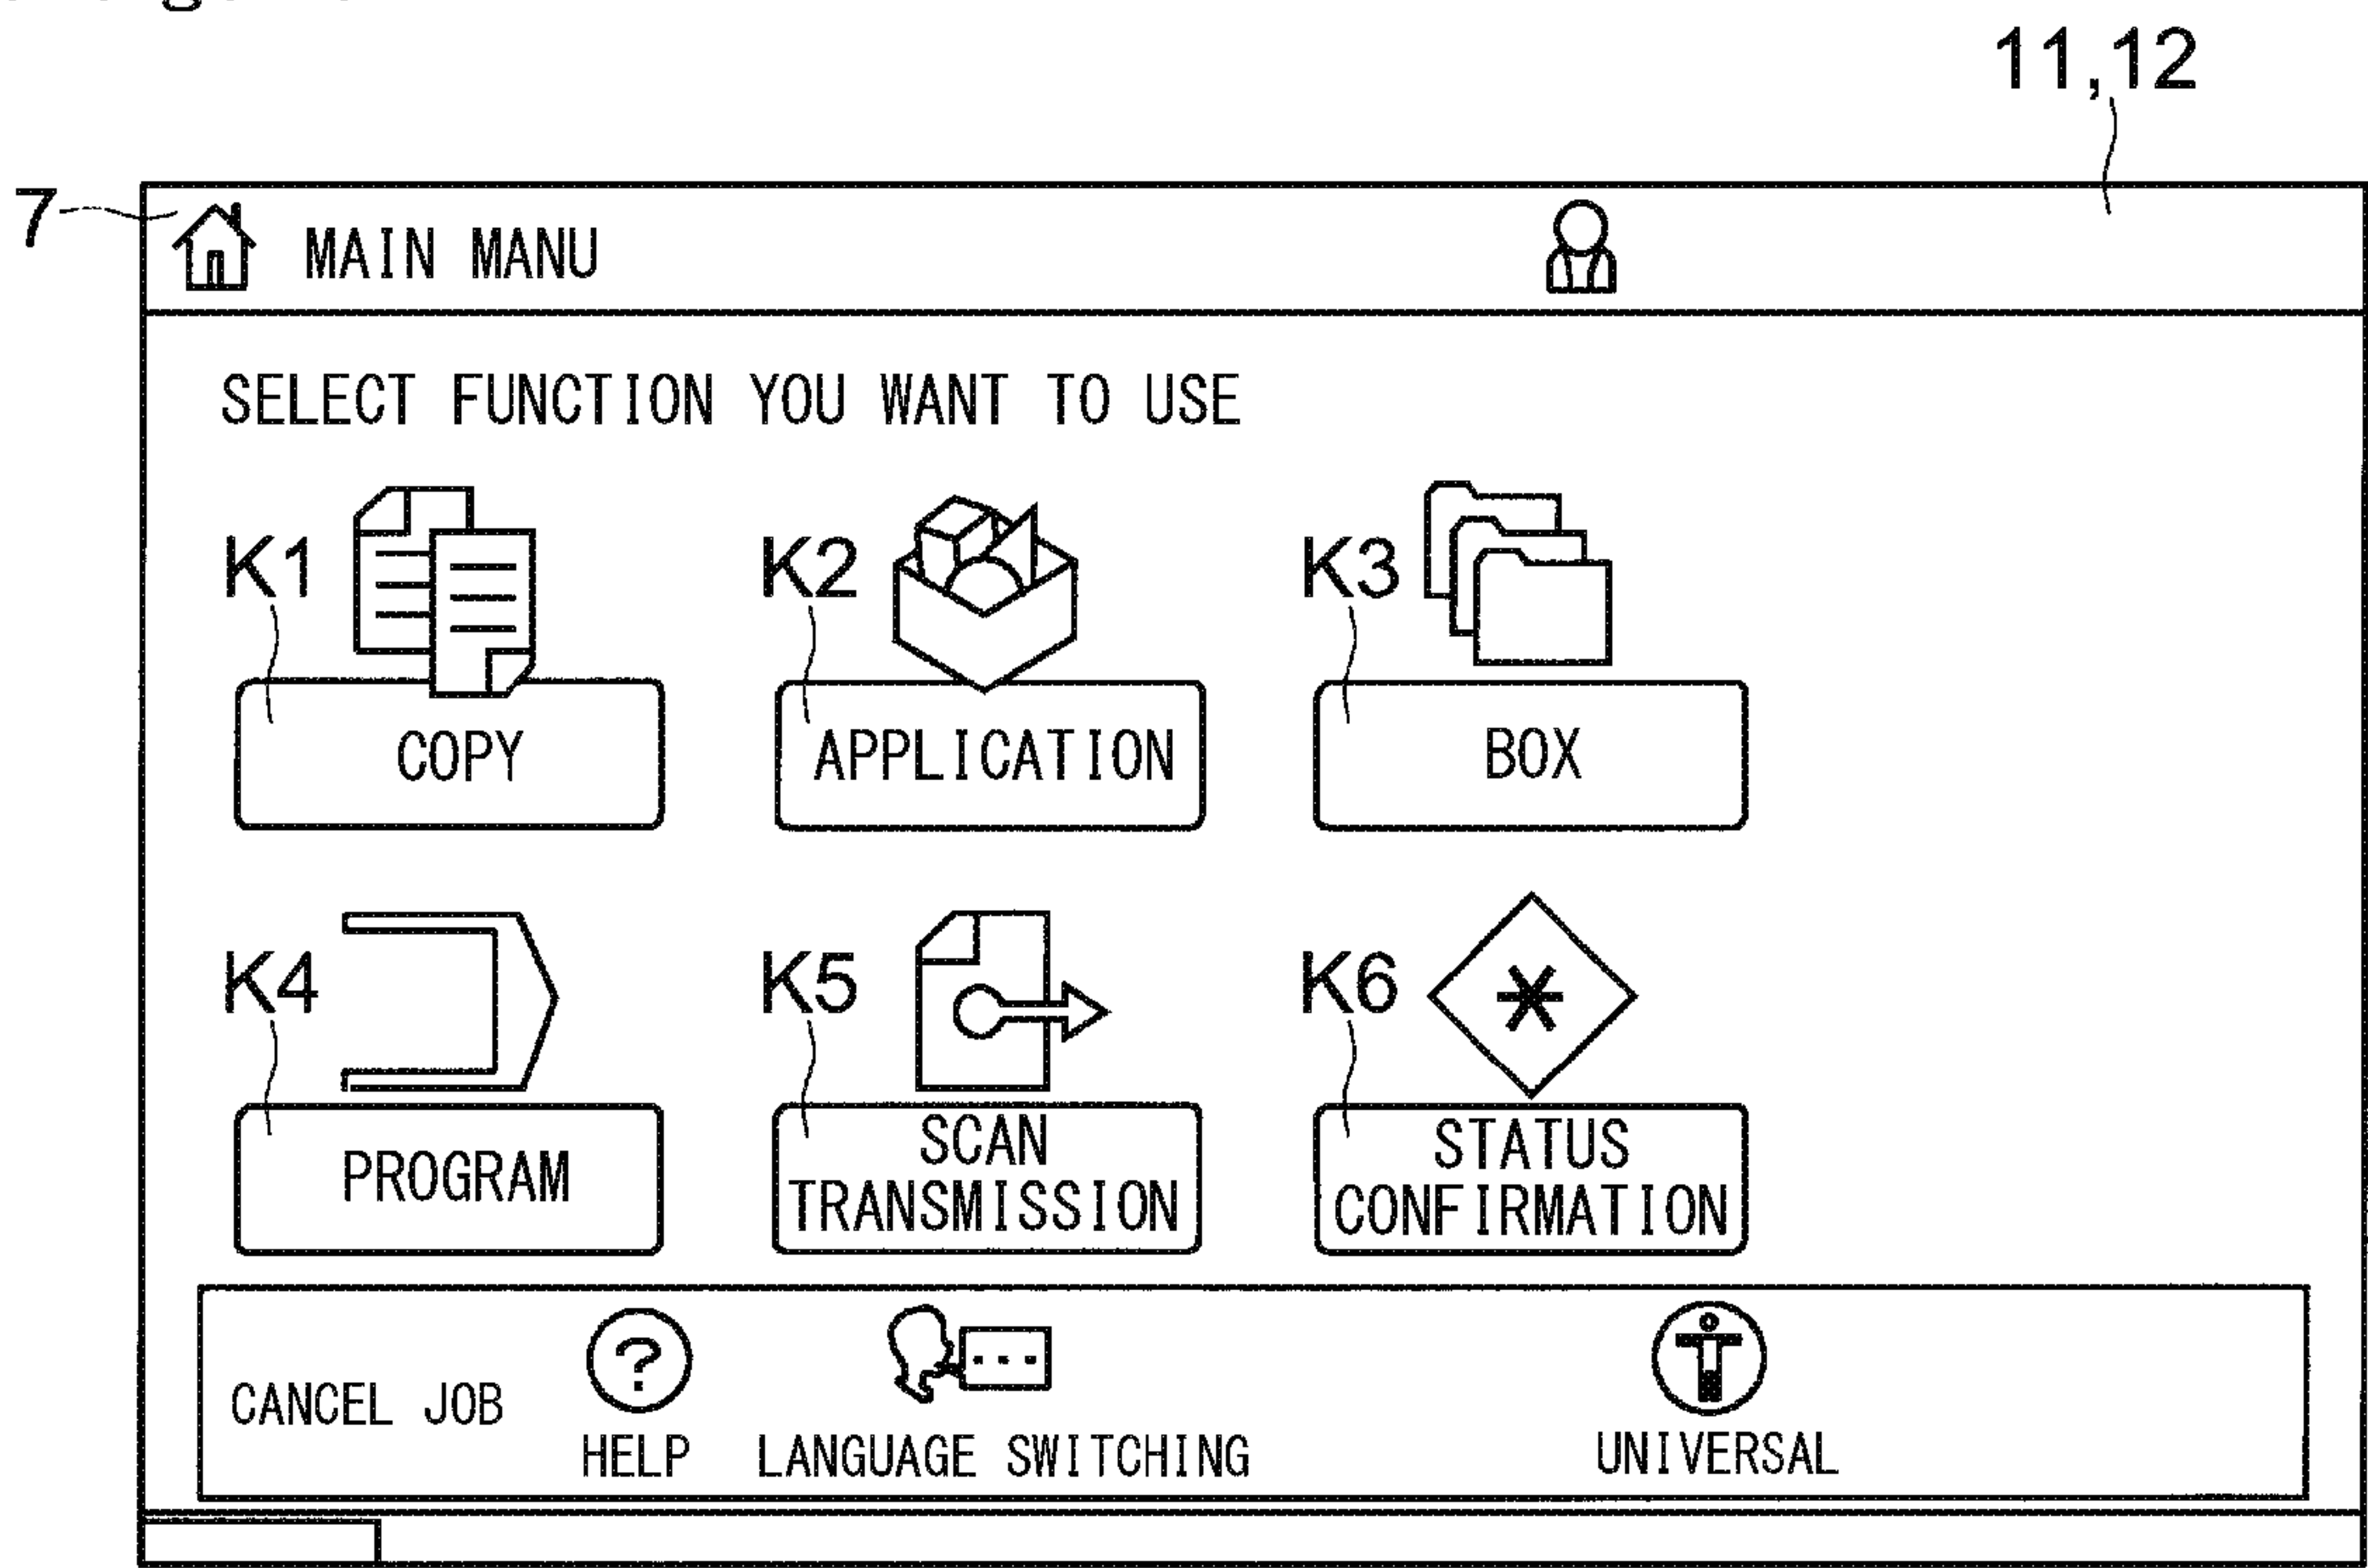 11,12
7
MAIN MANU
SELECT FUNCTION YOU WANT TO USE
K1
K2
K3
COPY
APPLICATION
BOX
K4
K5
K6
PROGRAM
SCAN
TRANSMISSION
STATUS
CONFIRMATION
CANCEL JOB
HELP
LANGUAGE SWITCHING
UNIVERSAL